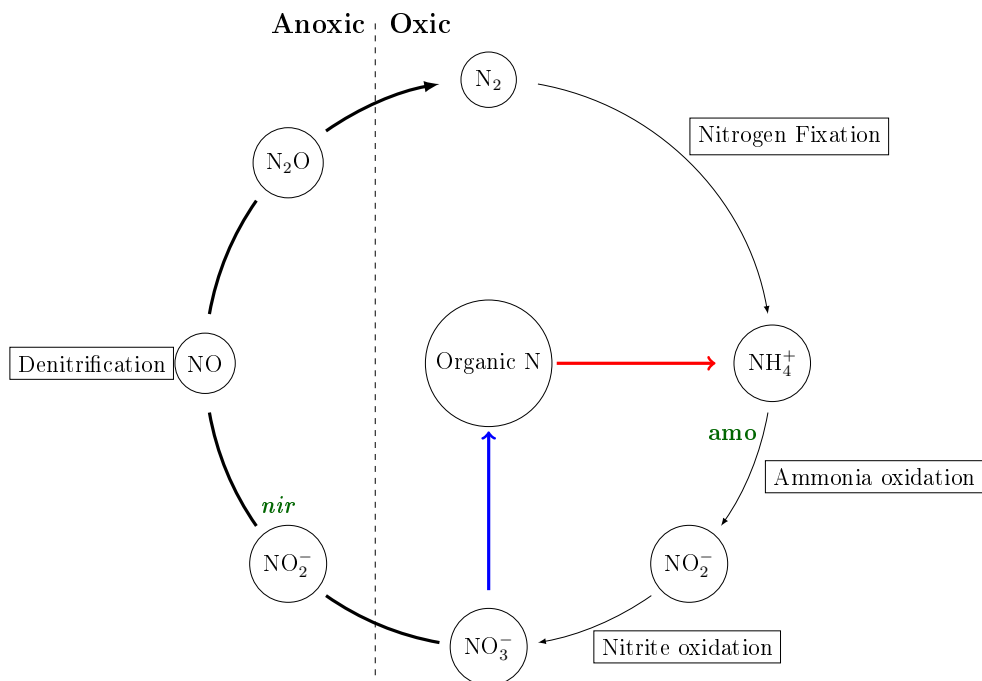 Anoxic
Oxic
N₂
Nitrogen Fixation
N₂O
Organic N
NH₄⁺
Denitrification
NO
amo
Ammonia oxidation
nir
NO₂⁻
NO₂⁻
NO₃⁻
Nitrite oxidation